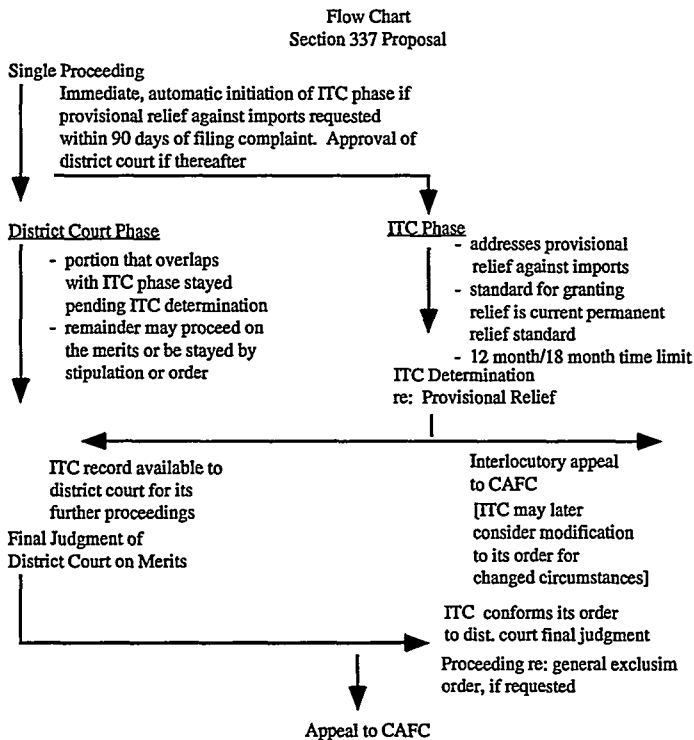 Flow Chart
Section 337 Proposal
Single Proceeding
Immediate, automatic initiation of ITC phase if
provisional relief against imports requested
within 90 days of filing complaint. Approval of
district court if thereafter
District Court Phase
- portion that overlaps
with ITC phase stayed
pending ITC determination
- remainder may proceed on
the merits or be stayed by
stipulation or order
ITC Phase
- addresses provisional
relief against imports
- standard for granting
relief is current permanent
relief standard
- 12 month/18 month time limit
ITC Determination
re: Provisional Relief
ITC record available to
district court for its
further proceedings
Interlocutory appeal
to CAFC
[ITC may later
consider modification
to its order for
changed circumstances]
Final Judgment of
District Court on Merits
ITC conforms its order
to dist. court final judgment
Proceeding re: general exclusim
order, if requested
Appeal to CAFC